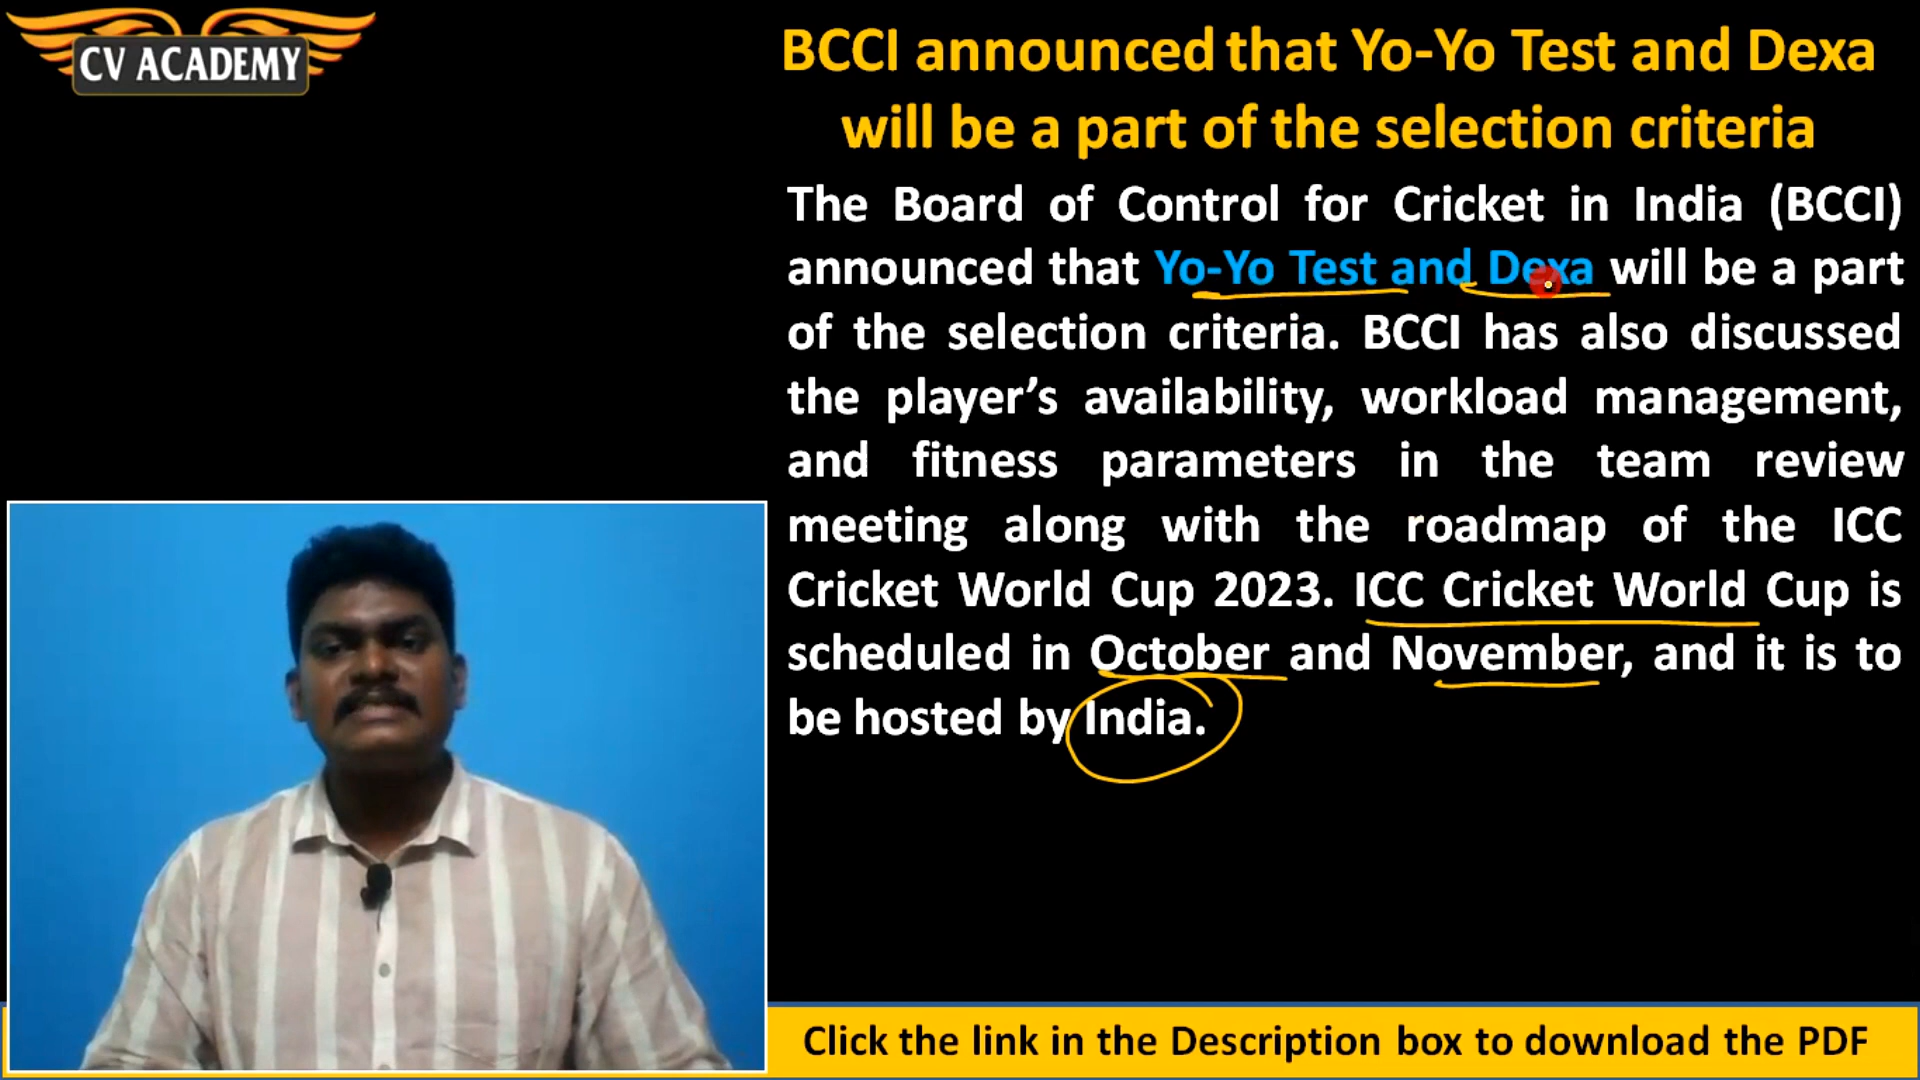 CV ACADEMY
BCCI announced that Yo-Yo Test and Dexa
will be a part of the selection criteria
The Board of Control for Cricket in India (BCCI)
announced that Yo-Yo Test and Dexa will be a part
of the selection criteria. BCCI has also discussed
the player’s availability, workload management,
and fitness parameters in the team review
meeting along with the roadmap of the ICC
Cricket World Cup 2023. ICC Cricket World Cup is
scheduled in October and November, and it is to
be hosted by India.
Click the link in the Description box to download the PDF